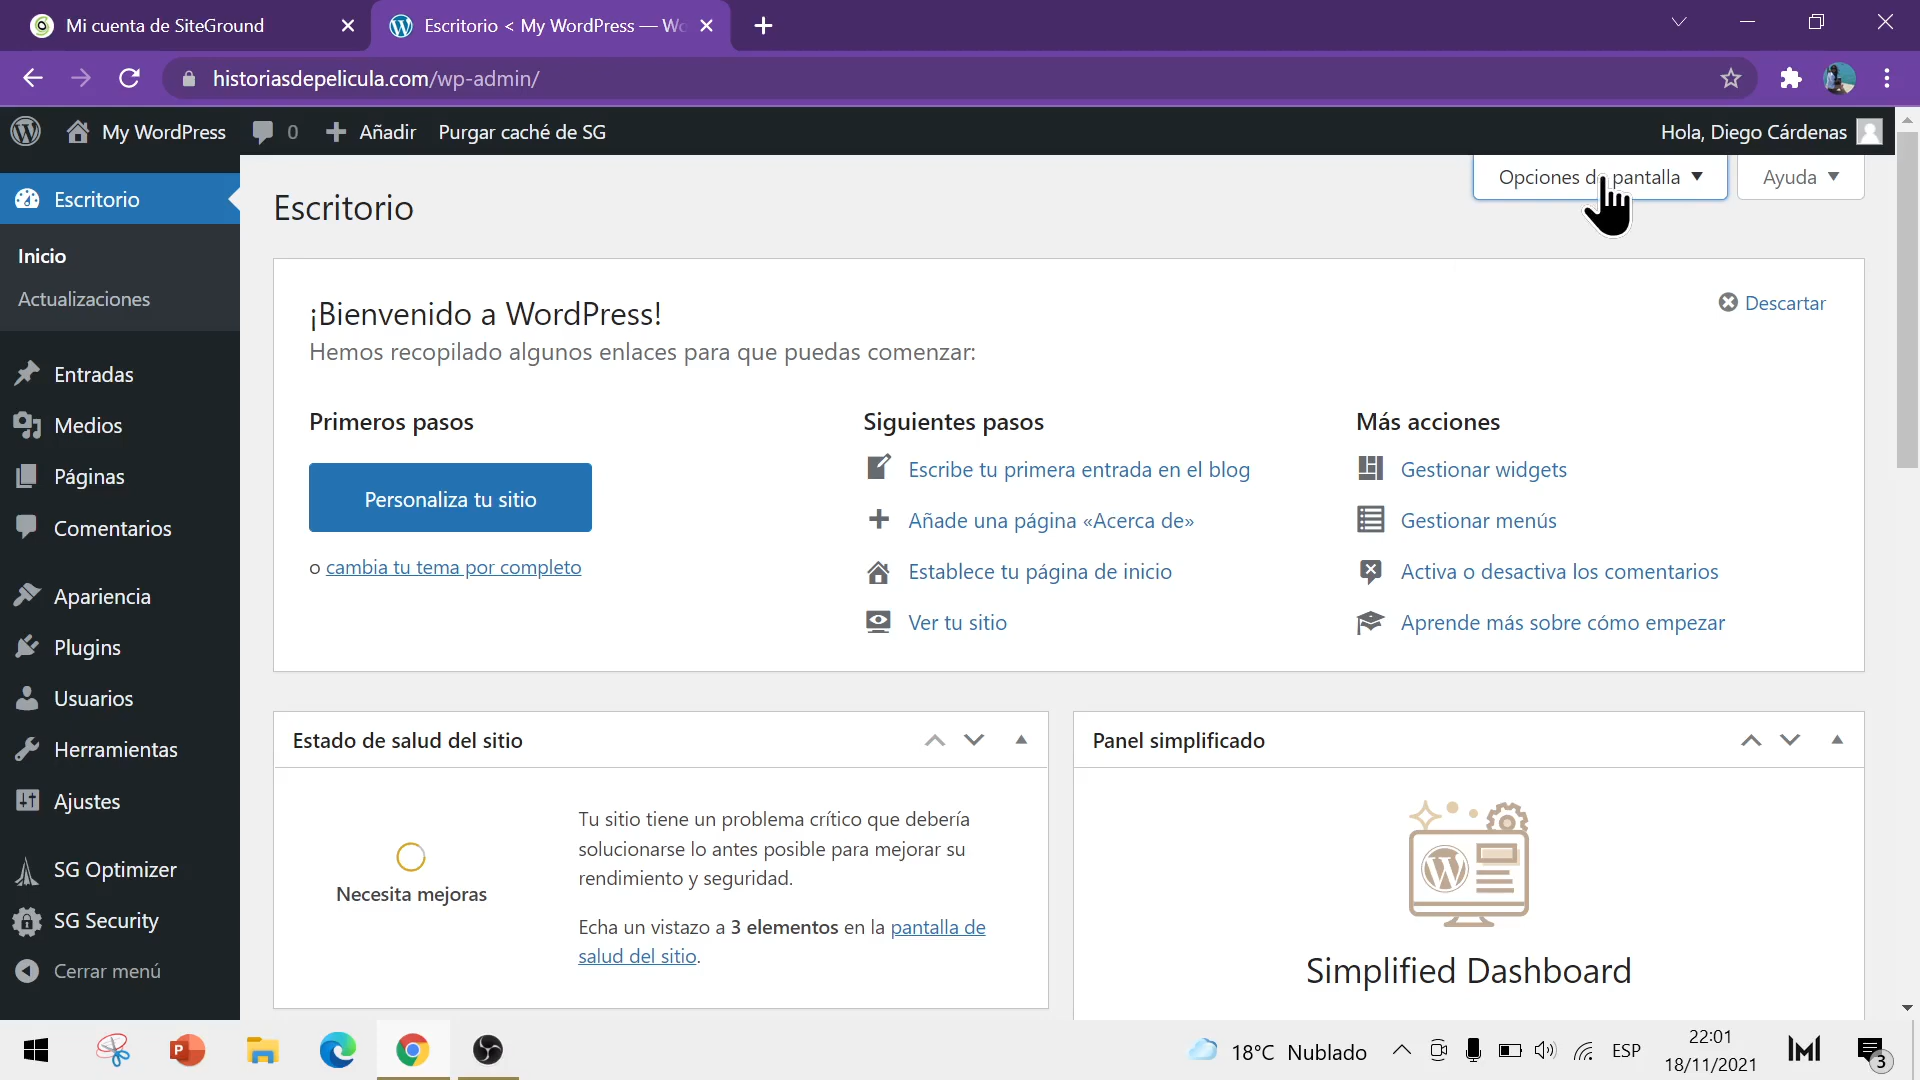 Mi cuenta de SiteGround
Escritorio < My WordPress — Wo
historiasdepelicula.com/wp-admin/
My WordPress
0
Añadir
Purgar caché de SG
Hola, Diego Cárdenas
Opciones de pantalla
Ayuda
Escritorio
Inicio
Actualizaciones
Entradas
Medios
Páginas
Comentarios
Apariencia
Plugins
Usuarios
Herramientas
Ajustes
SG Optimizer
SG Security
Cerrar menú
Escritorio
¡Bienvenido a WordPress!
Hemos recopilado algunos enlaces para que puedas comenzar:
Descartar
Primeros pasos
Personaliza tu sitio
o cambia tu tema por completo
Siguientes pasos
Escribe tu primera entrada en el blog
Añade una página «Acerca de»
Establece tu página de inicio
Ver tu sitio
Más acciones
Gestionar widgets
Gestionar menús
Activa o desactiva los comentarios
Aprende más sobre cómo empezar
Estado de salud del sitio
Necesita mejoras
Tu sitio tiene un problema crítico que debería
solucionarse lo antes posible para mejorar su
rendimiento y seguridad.
Echa un vistazo a 3 elementos en la pantalla de
salud del sitio.
Panel simplificado
Simplified Dashboard
18°C Nublado
ESP
22:01
18/11/2021
3